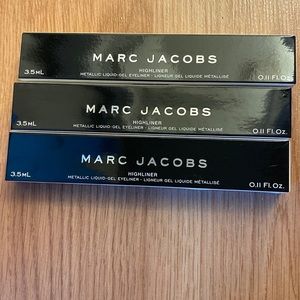 MARC JACOBS
HIGHLINER
3.5ML METALLIC LIQUID-GEL EYELINER · LIGNEUR GEL LIQUIDE MÉTALLISÉ 0.11 Fl. Oz.
MARC JACOBS
HIGHLINER
3.5ML METALLIC LIQUID-GEL EYELINER · LIGNEUR GEL LIQUIDE MÉTALLISÉ 0.11 Fl. Oz.
MARC JACOBS
HIGHLINER
3.5ML METALLIC LIQUID-GEL EYELINER · LIGNEUR GEL LIQUIDE MÉTALLISÉ 0.11 Fl. Oz.